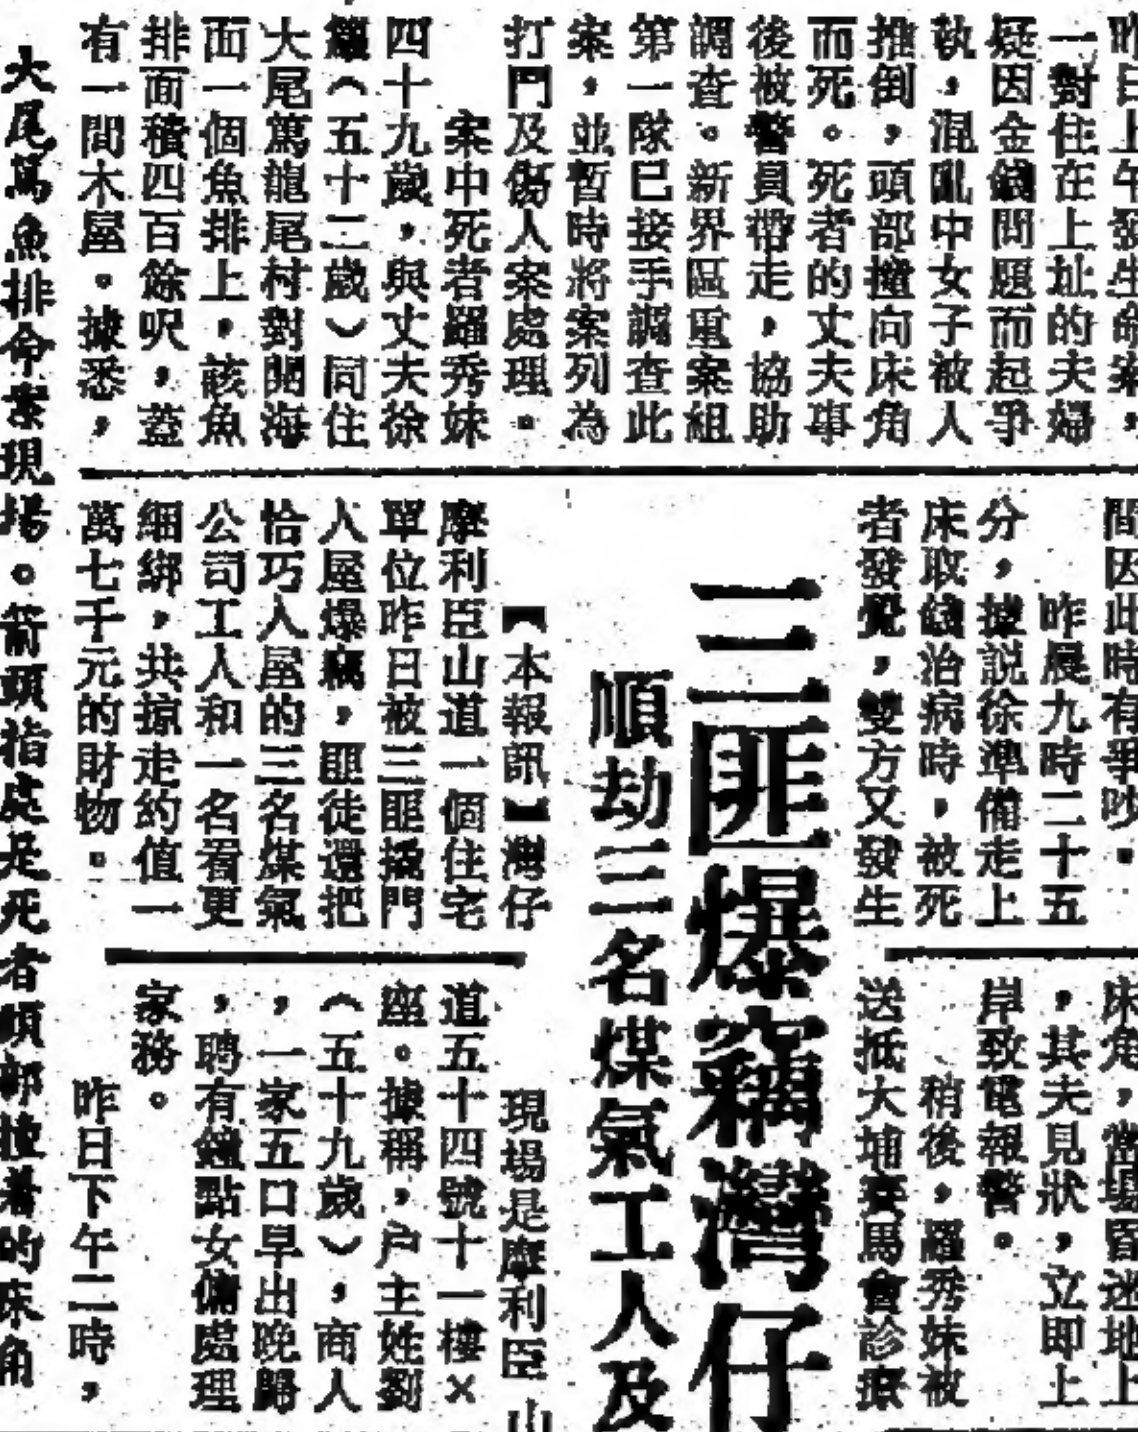 昨日上午發生命案，
一對住在上址的夫婦
疑因金錢問題而起爭
執，混亂中女子被人
推倒，頭部撞向床角
而死。死者的丈夫事
後被警員帶走，協助
調查。新界區重案組
第一隊已接手調查此
案，並暫時將案列為
打門及傷人案處理。
案中死者羅秀妹
四十九歲，與丈夫徐
（五十二歲）同住
大尾篤龍尾村對開海
面一個魚排上，該魚
排面積四百餘呎，蓋
有一間木屋。據悉，
大尾篤魚排命案現場。箭頭指處是死者頭部撞着的床角
間因此時有爭吵。
昨晨九時二十五
分，據説徐準備走上
床取錢治病時，被死
者發覺，雙方又發生
床角，當場昏迷地上
，其夫見狀，立即上
岸致電報警。
稍後，羅秀妹被
送抵大埔賽馬會診療
三匪爆竊灣仔
順劫三名煤氣工人及
【本報訊】灣仔
摩利臣山道一個住宅
單位昨日被三匪撬門
入屋爆竊，匪徒還把
恰巧入屋的三名煤氣
公司工人和一名看更
綑綁，共掠走約值一
萬七千元的財物。
現場是摩利臣山
道五十四號十一樓×
座。據稱，户主姓劉
（五十九歲），商人
，一家五口早出晚歸
，聘有鐘點女傭處理
家務。
昨日下午二時，